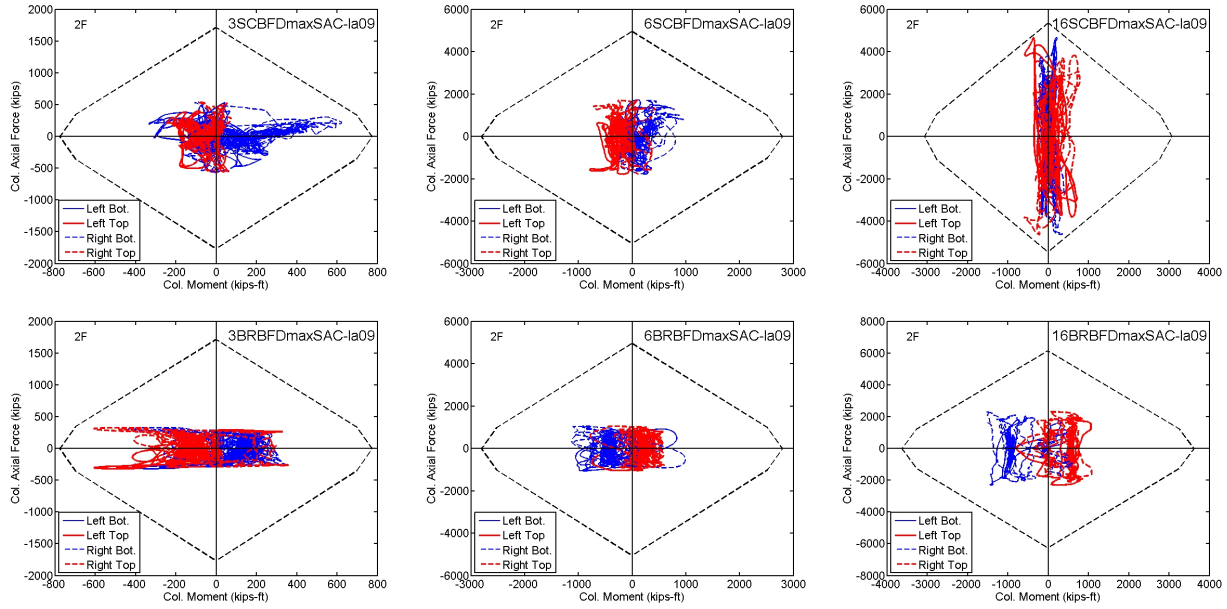 2F
3SCBFDmaxSAC-la09
Col. Axial Force (kips)
2000
1500
1000
500
0
-500
-1000
-1500
-2000
Left Bot.
Left Top
Right Bot.
Right Top
-800 -600 -400 -200 0 200 400 600 800
Col. Moment (kips-ft)
2F
6SCBFDmaxSAC-la09
Col. Axial Force (kips)
6000
4000
2000
0
-2000
-4000
-6000
Left Bot.
Left Top
Right Bot.
Right Top
-3000 -2000 -1000 0 1000 2000 3000
Col. Moment (kips-ft)
2F
16SCBFDmaxSAC-la09
Col. Axial Force (kips)
6000
4000
2000
0
-2000
-4000
-6000
Left Bot.
Left Top
Right Bot.
Right Top
-4000 -3000 -2000 -1000 0 1000 2000 3000 4000
Col. Moment (kips-ft)
2F
3BRBFDmaxSAC-la09
Col. Axial Force (kips)
2000
1500
1000
500
0
-500
-1000
-1500
-2000
Left Bot.
Left Top
Right Bot.
Right Top
-800 -600 -400 -200 0 200 400 600 800
Col. Moment (kips-ft)
2F
6BRBFDmaxSAC-la09
Col. Axial Force (kips)
6000
4000
2000
0
-2000
-4000
-6000
Left Bot.
Left Top
Right Bot.
Right Top
-3000 -2000 -1000 0 1000 2000 3000
Col. Moment (kips-ft)
2F
16BRBFDmaxSAC-la09
Col. Axial Force (kips)
8000
6000
4000
2000
0
-2000
-4000
-6000
-8000
Left Bot.
Left Top
Right Bot.
Right Top
-4000 -3000 -2000 -1000 0 1000 2000 3000 4000
Col. Moment (kips-ft)